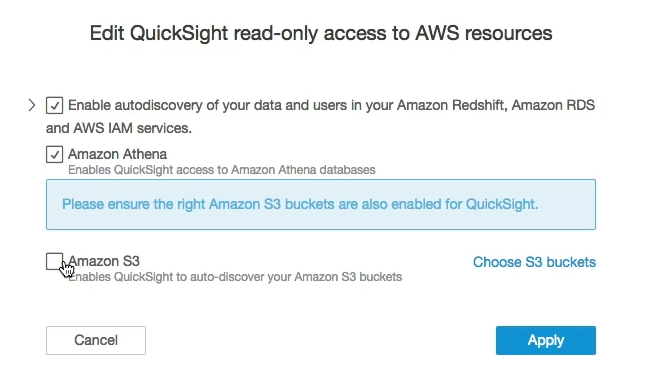 Edit QuickSight read-only access to AWS resources
Enable autodiscovery of your data and users in your Amazon Redshift, Amazon RDS
and AWS IAM services.
Amazon Athena
Enables QuickSight access to Amazon Athena databases
Please ensure the right Amazon S3 buckets are also enabled for QuickSight.
Amazon S3
Choose S3 buckets
Enables QuickSight to auto-discover your Amazon S3 buckets
Cancel
Apply